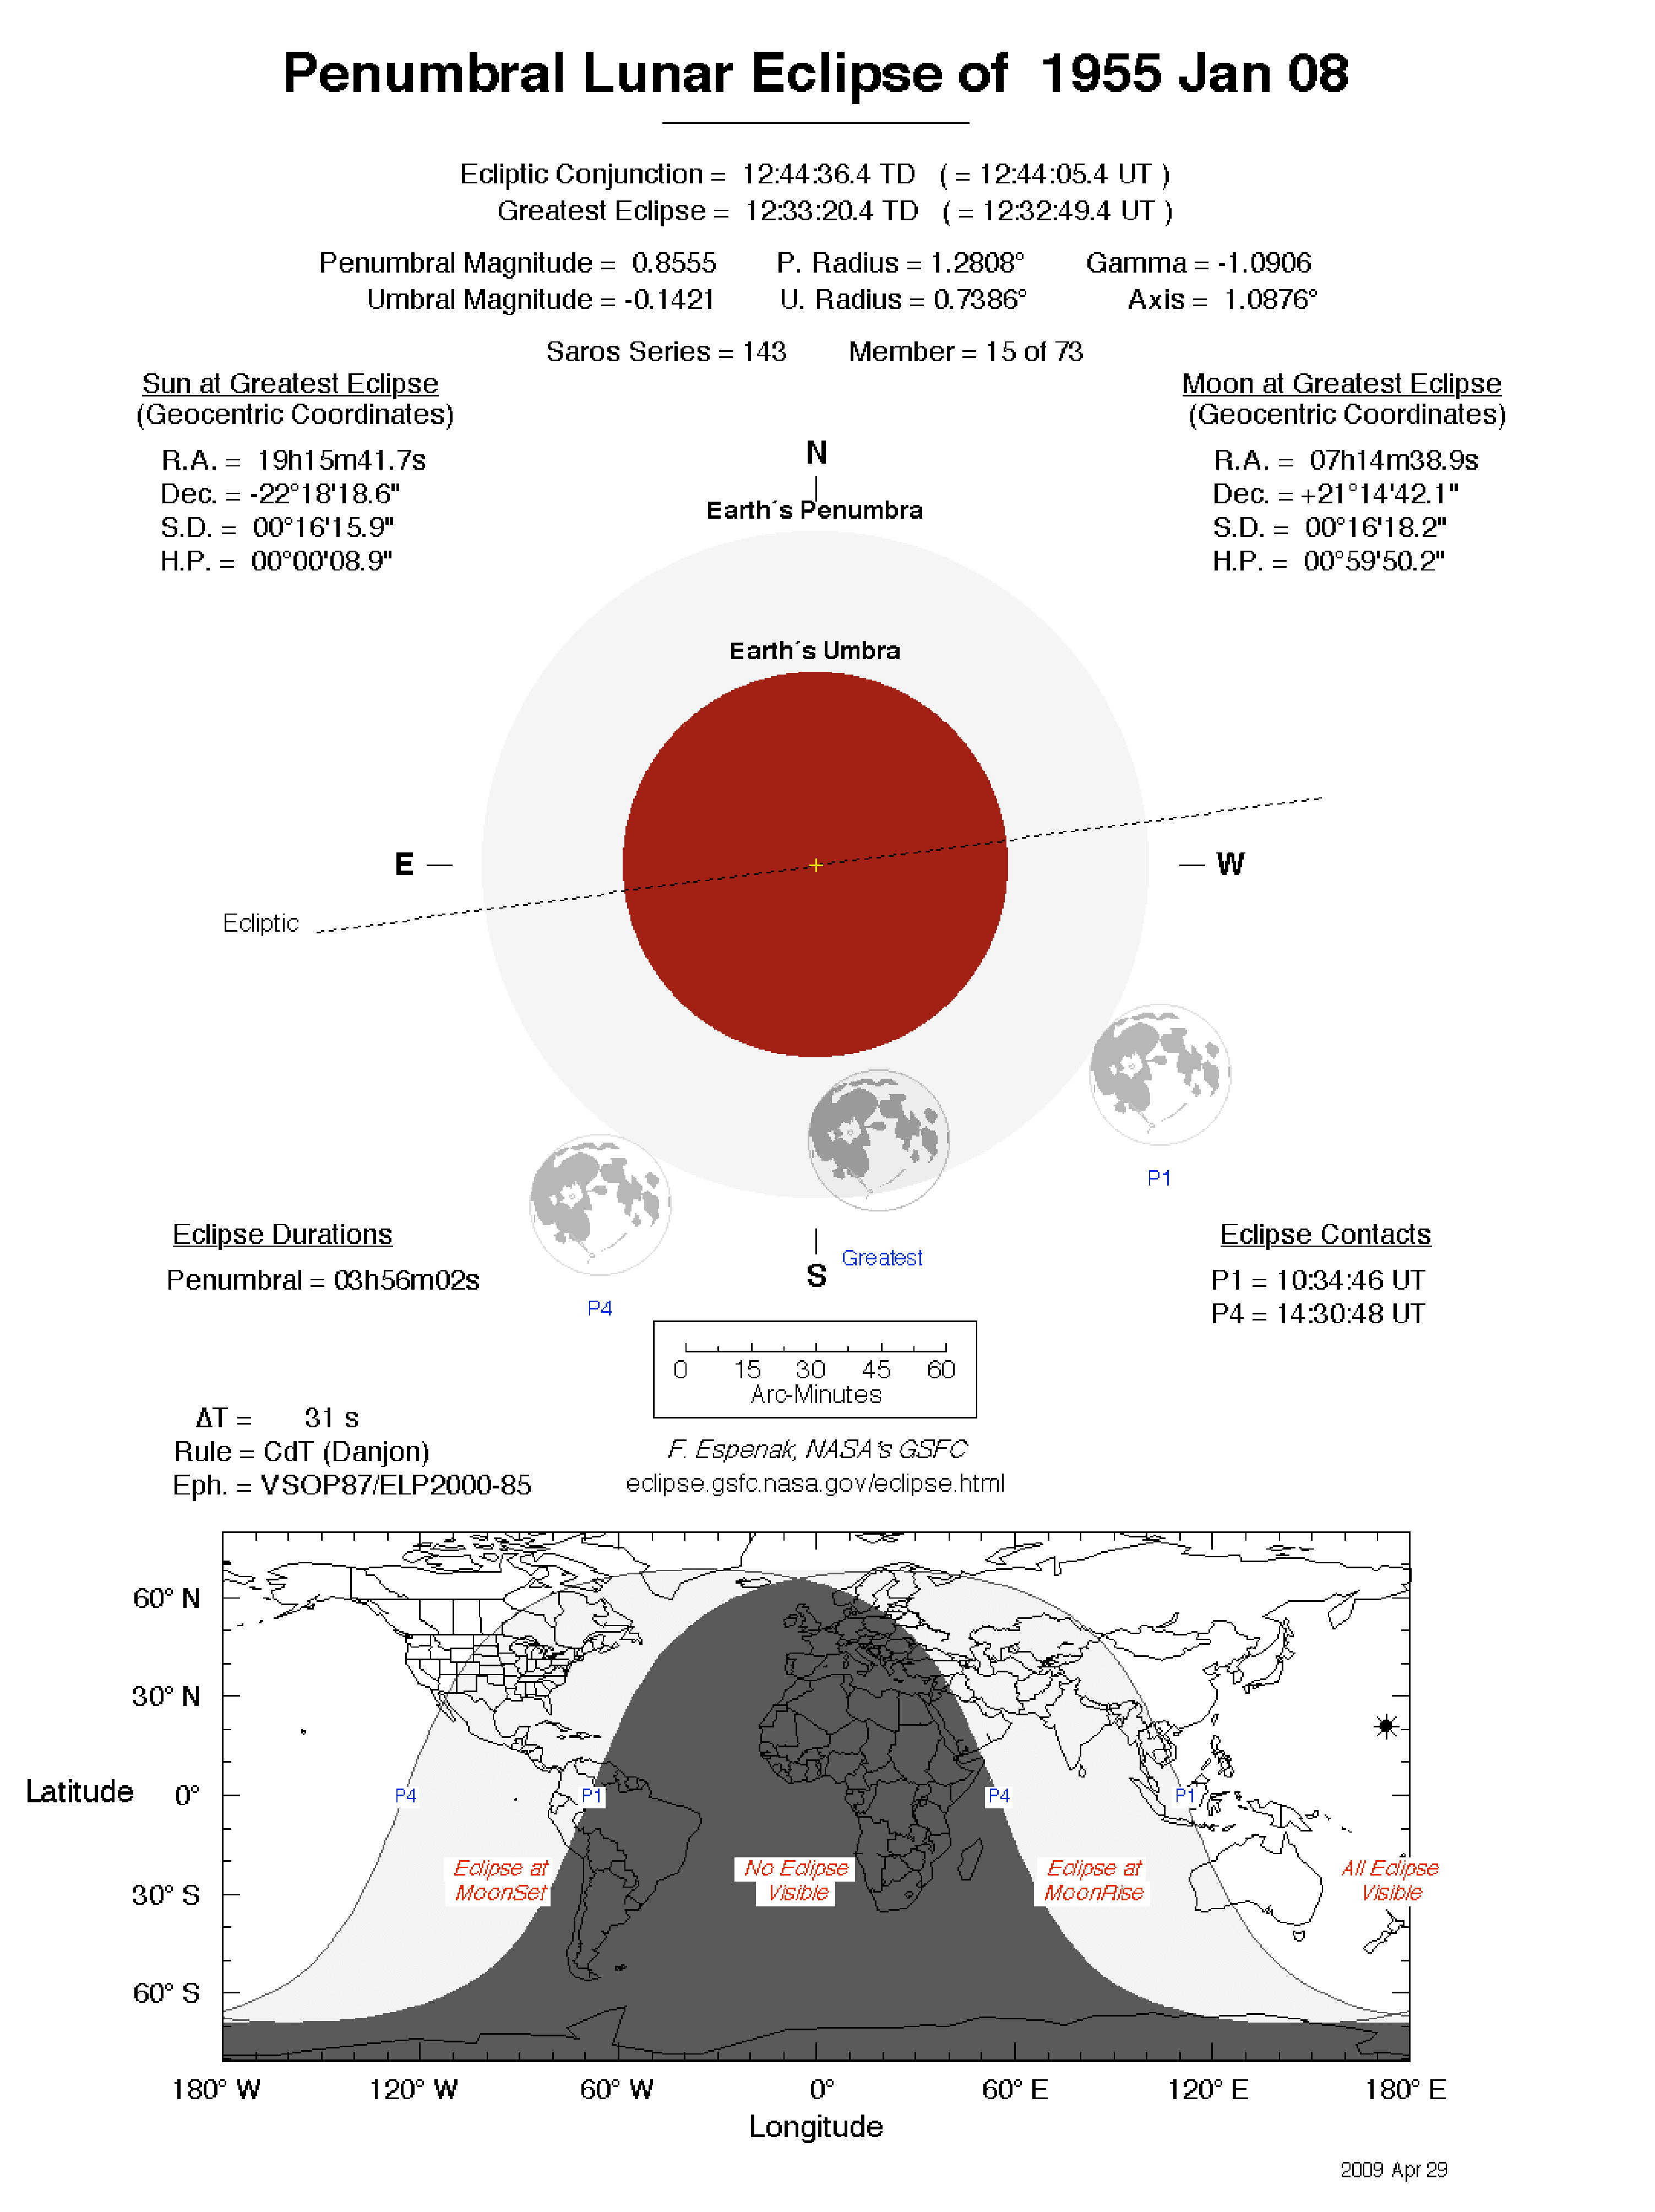 Penumbral Lunar Eclipse of  1955 Jan 08
Ecliptic Conjunction =  12:44:36.4 TD   ( = 12:44:05.4 UT )
Greatest Eclipse =  12:33:20.4 TD   ( = 12:32:49.4 UT )
Penumbral Magnitude =  0.8555   P. Radius = 1.2808°   Gamma = -1.0906
Umbral Magnitude = -0.1421   U. Radius = 0.7386°   Axis =  1.0876°
Saros Series = 143   Member = 15 of 73
Sun at Greatest Eclipse
(Geocentric Coordinates)
R.A. =  19h15m41.7s
Dec. = -22°18'18.6"
S.D. =  00°16'15.9"
H.P. =  00°00'08.9"
Moon at Greatest Eclipse
(Geocentric Coordinates)
R.A. =  07h14m38.9s
Dec. = +21°14'42.1"
S.D. =  00°16'18.2"
H.P. =  00°59'50.2"
N
Earth´s Penumbra
Earth´s Umbra
E
W
Ecliptic
P1
Greatest
S
P4
Eclipse Durations
Penumbral = 03h56m02s
Eclipse Contacts
P1 = 10:34:46 UT
P4 = 14:30:48 UT
0 15 30 45 60
Arc-Minutes
ΔT =   31 s
Rule = CdT (Danjon)
Eph. = VSOP87/ELP2000-85
F. Espenak, NASA's GSFC
eclipse.gsfc.nasa.gov/eclipse.html
60° N
30° N
Latitude 0°
30° S
60° S
P4 P1 P4 P1
Eclipse at
MoonSet
No Eclipse
Visible
Eclipse at
MoonRise
All Eclipse
Visible
180° W 120° W 60° W 0° 60° E 120° E 180° E
Longitude
2009 Apr 29